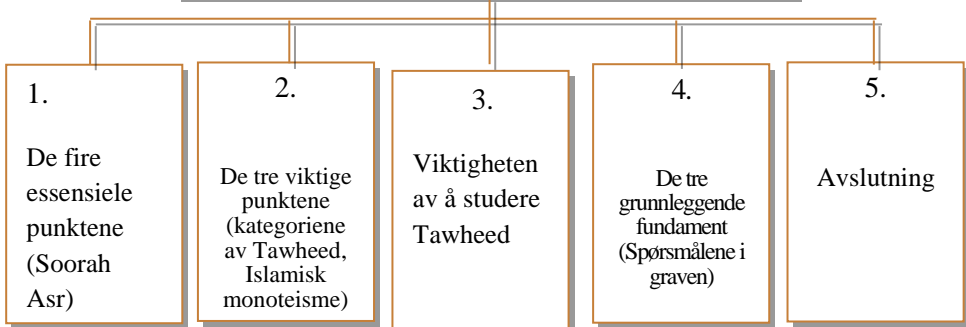 1.
De fire
essensiele
punktene
(Soorah
Asr)
2.
De tre viktige
punktene
(kategoriene
av Tawheed,
Islamisk
monoteisme)
3.
Viktigheten
av å studere
Tawheed
4.
De tre
grunnleggende
fundament
(Spørsmålene i
graven)
5.
Avslutning